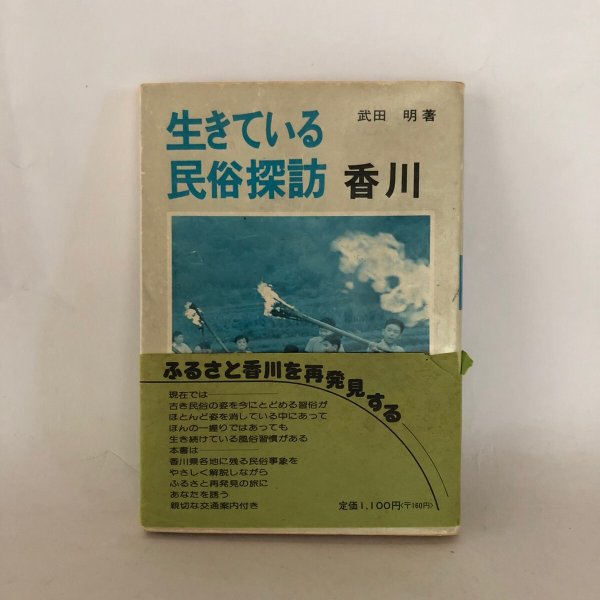 生きている
民俗探訪 香川
武田 明著
ふるさと香川を再発見する
現在では
古き民俗の姿を今にとどめる習俗が
ほとんど姿を消している中にあって
ほんの一握りではあっても
生き続けている風俗習慣がある
本書は——
香川県各地に残る民俗事象を
やさしく解説しながら
ふるさと再発見の旅に
あなたを誘う
親切な交通案内付き
定価1,100円〈〒160円〉